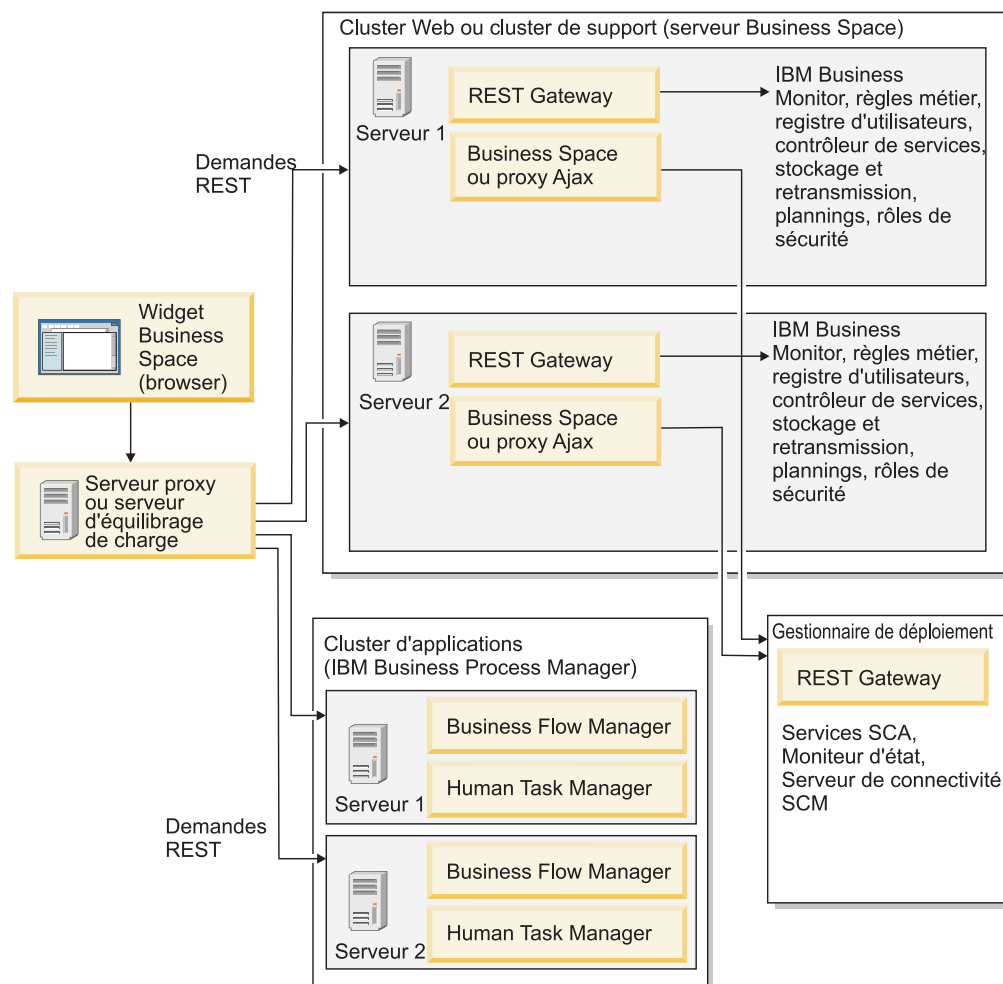 Cluster Web ou cluster de support (serveur Business Space)
Serveur 1
REST Gateway
Business Space
ou proxy Ajax
IBM Business
Monitor, règles métier,
registre d'utilisateurs,
contrôleur de services,
stockage et
retransmission,
plannings, rôles de
sécurité
Demandes
REST
Widget
Business
Space
(browser)
Serveur 2
REST Gateway
Business Space
ou proxy Ajax
IBM Business
Monitor, règles métier,
registre d'utilisateurs,
contrôleur de services,
stockage et
retransmission,
plannings, rôles de
sécurité
Serveur proxy
ou serveur
d'équilibrage
de charge
Gestionnaire de déploiement
REST Gateway
Services SCA,
Moniteur d'état,
Serveur de connectivité
SCM
Cluster d'applications
(IBM Business Process Manager)
Serveur 1
Business Flow Manager
Human Task Manager
Demandes
REST
Serveur 2
Business Flow Manager
Human Task Manager